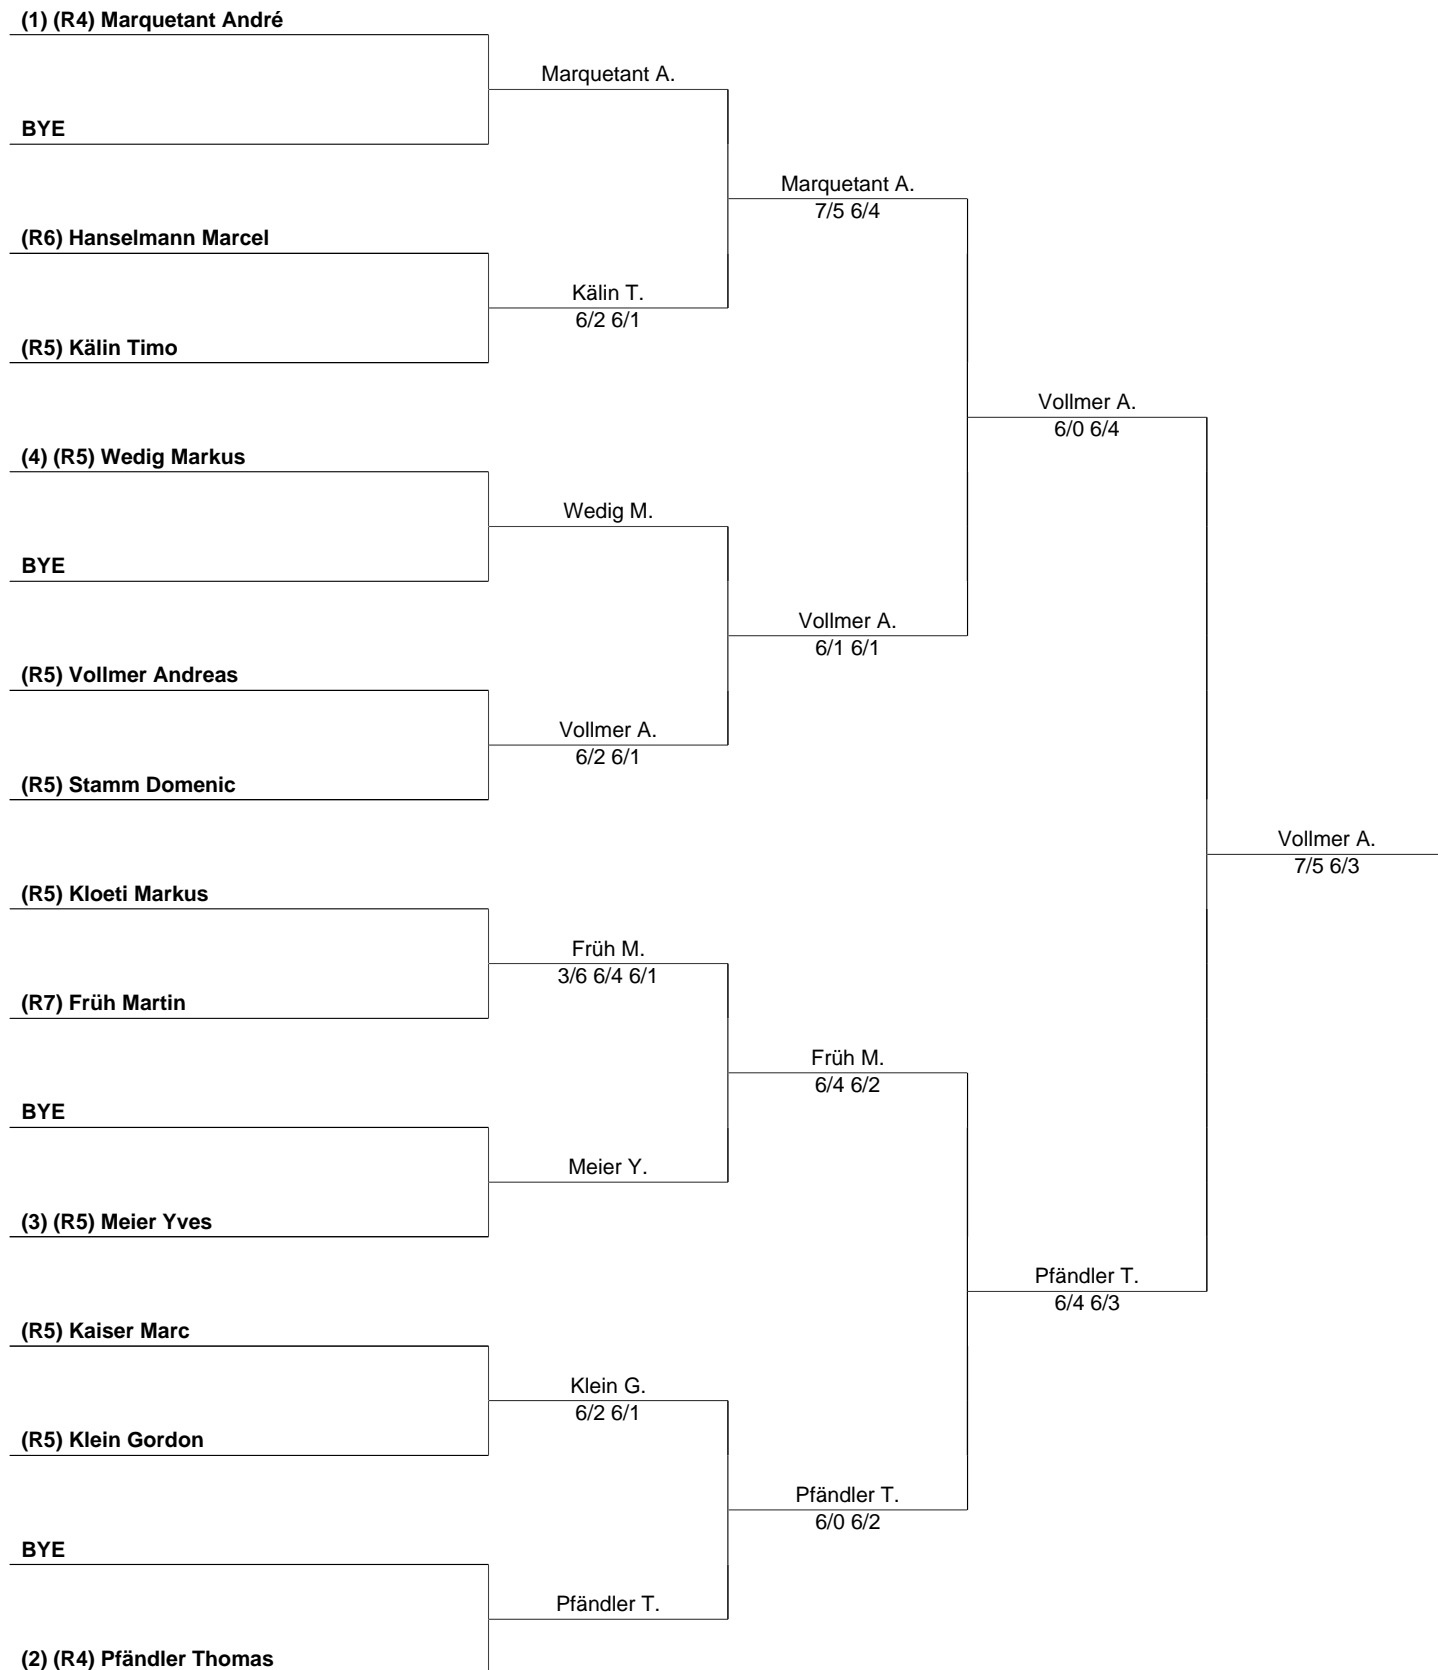 (1) (R4) Marquetant André
Marquetant A.
BYE
Marquetant A.
7/5 6/4
(R6) Hanselmann Marcel
Kälin T.
6/2 6/1
(R5) Kälin Timo
Vollmer A.
6/0 6/4
(4) (R5) Wedig Markus
Wedig M.
BYE
Vollmer A.
6/1 6/1
(R5) Vollmer Andreas
Vollmer A.
6/2 6/1
(R5) Stamm Domenic
Vollmer A.
7/5 6/3
(R5) Kloeti Markus
Früh M.
3/6 6/4 6/1
(R7) Früh Martin
Früh M.
6/4 6/2
BYE
Meier Y.
(3) (R5) Meier Yves
Pfändler T.
6/4 6/3
(R5) Kaiser Marc
Klein G.
6/2 6/1
(R5) Klein Gordon
Pfändler T.
6/0 6/2
BYE
Pfändler T.
(2) (R4) Pfändler Thomas